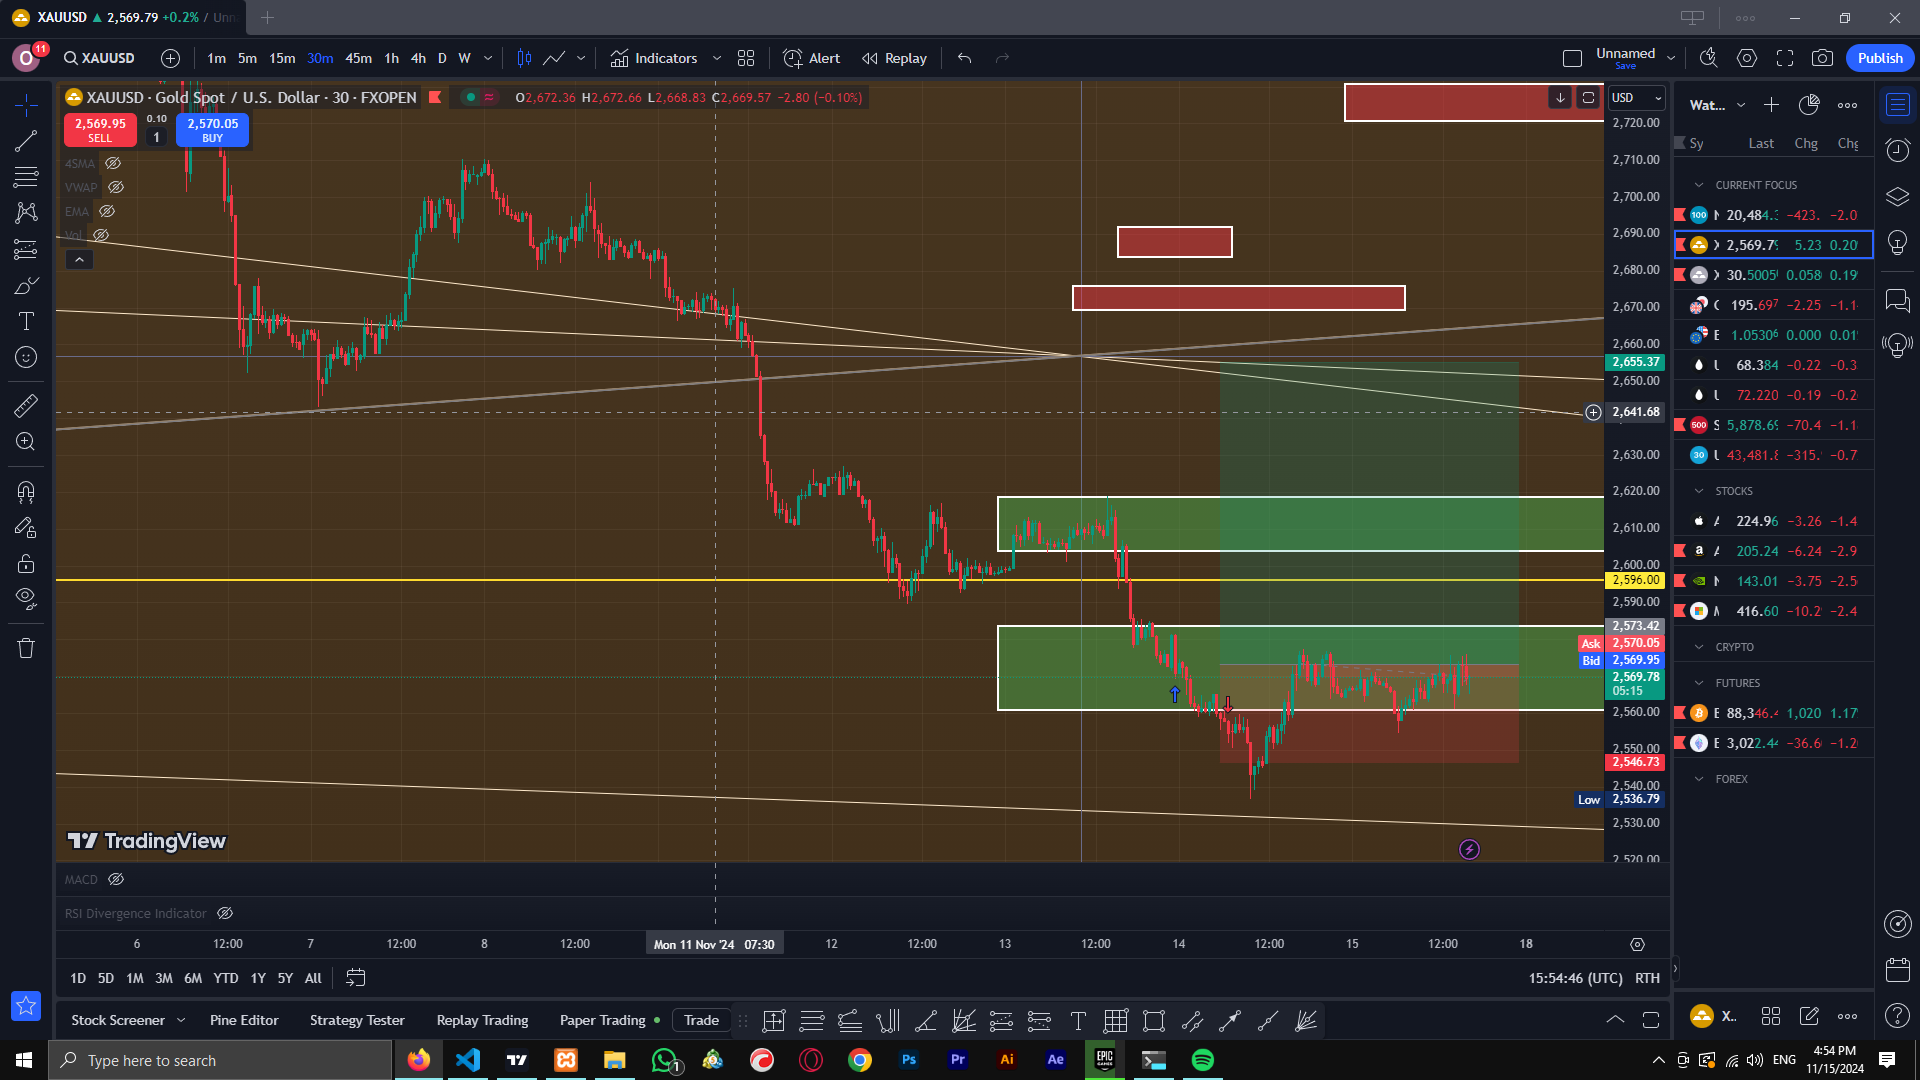 XAUUSD ▲ 2,569.79 +0.2% / Unn
O 11 XAUUSD 1m 5m 15m 30m 45m 1h 4h D W Indicators Alert Replay Unnamed Save Publish
XAUUSD · Gold Spot / U.S. Dollar · 30 · FXOPEN O2,672.36 H2,672.66 L2,668.83 C2,669.57 −2.80 (−0.10%)
2,569.95 SELL 0.10 1 2,570.05 BUY
4SMA
VWAP
EMA
Vol
USD
2,720.00
2,710.00
2,700.00
2,690.00
2,680.00
2,670.00
2,660.00
2,655.37
2,650.00
2,641.68
2,630.00
2,620.00
2,610.00
2,600.00
2,596.00
2,590.00
2,573.42
Ask 2,570.05
Bid 2,569.95
2,569.78
05:15
2,560.00
2,550.00
2,546.73
2,540.00
Low 2,536.79
2,530.00
2,520.00
TradingView
MACD
RSI Divergence Indicator
6 12:00 7 12:00 8 12:00 Mon 11 Nov '24 07:30 12 12:00 13 12:00 14 12:00 15 12:00 18
1D 5D 1M 3M 6M YTD 1Y 5Y All 15:54:46 (UTC) RTH
Stock Screener Pine Editor Strategy Tester Replay Trading Paper Trading Trade
Wat...
Sy Last Chg Chg
CURRENT FOCUS
100 N 20,484.3 −423. −2.0
X 2,569.79 5.23 0.20
X 30.5005 0.058 0.19
195.697 −2.25 −1.1
E 1.05306 0.000 0.01
U 68.384 −0.22 −0.3
U 72.220 −0.19 −0.2
500 S 5,878.69 −70.4 −1.1
30 U 43,481.8 −315. −0.7
STOCKS
A 224.96 −3.26 −1.4
A 205.24 −6.24 −2.9
N 143.01 −3.75 −2.5
M 416.60 −10.2 −2.4
CRYPTO
FUTURES
E 88,346.4 1,020 1.17
E 3,022.44 −36.6 −1.2
FOREX
X..
Type here to search
Ps Pr Ai Ae EPIC GAMES 1
ENG
4:54 PM
11/15/2024